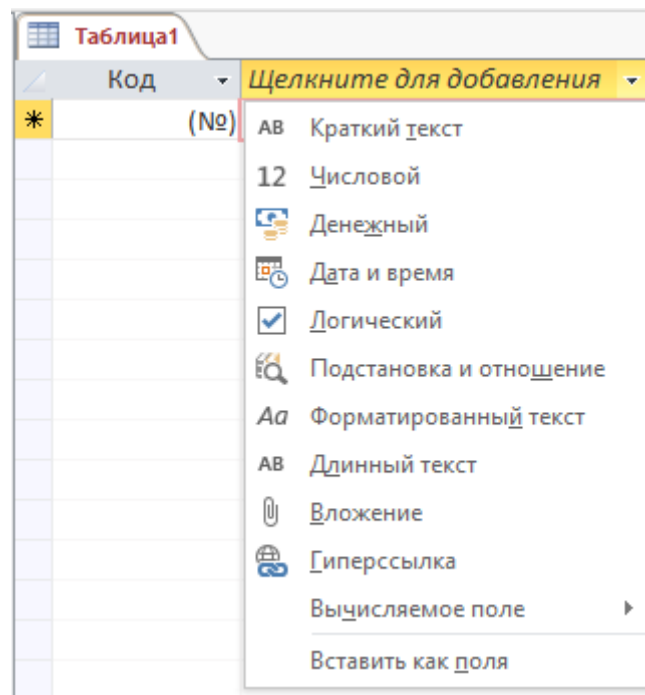 Таблица1
Код Щелкните для добавления
(№) AB Краткий текст
12 Числовой
Денежный
Дата и время
Логический
Подстановка и отношение
Aa Форматированный текст
AB Длинный текст
Вложение
Гиперссылка
Вычисляемое поле
Вставить как поля